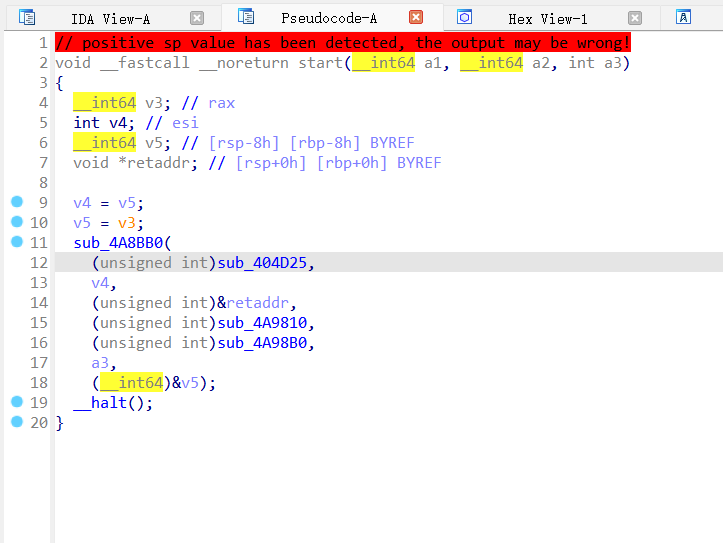 IDA View-A Pseudocode-A Hex View-1 A
1 // positive sp value has been detected, the output may be wrong!
2 void __fastcall __noreturn start(__int64 a1, __int64 a2, int a3)
3 {
4 __int64 v3; // rax
5 int v4; // esi
6 __int64 v5; // [rsp-8h] [rbp-8h] BYREF
7 void *retaddr; // [rsp+0h] [rbp+0h] BYREF
8
9 v4 = v5;
10 v5 = v3;
11 sub_4A8BB0(
12 (unsigned int)sub_404D25,
13 v4,
14 (unsigned int)&retaddr,
15 (unsigned int)sub_4A9810,
16 (unsigned int)sub_4A98B0,
17 a3,
18 (__int64)&v5);
19 __halt();
20 }